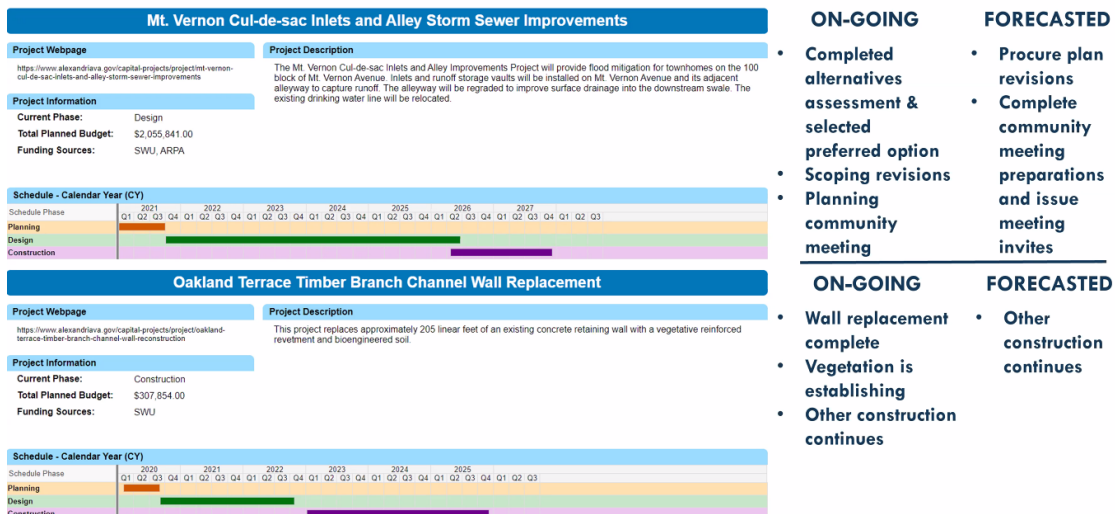 Mt. Vernon Cul-de-sac Inlets and Alley Storm Sewer Improvements
Project Webpage
https://www.alexandriava.gov/capital-projects/project/mt-vernon-
cul-de-sac-inlets-and-alley-storm-sewer-improvements
Project Description
The Mt. Vernon Cul-de-sac Inlets and Alley Improvements Project will provide flood mitigation for townhomes on the 100
block of Mt. Vernon Avenue. Inlets and runoff storage vaults will be installed on Mt. Vernon Avenue and its adjacent
alleyway to capture runoff. The alleyway will be regraded to improve surface drainage into the downstream swale. The
existing drinking water line will be relocated.
Project Information
Current Phase: Design
Total Planned Budget: $2,055,841.00
Funding Sources: SWU, ARPA
Schedule - Calendar Year (CY)
Schedule Phase
2021 2022 2023 2024 2025 2026 2027
Q1 Q2 Q3 Q4 Q1 Q2 Q3 Q4 Q1 Q2 Q3 Q4 Q1 Q2 Q3 Q4 Q1 Q2 Q3 Q4 Q1 Q2 Q3 Q4 Q1 Q2 Q3 Q4 Q1 Q2 Q3
Planning
Design
Construction
ON-GOING
• Completed
alternatives
assessment &
selected
preferred option
• Scoping revisions
• Planning
community
meeting
FORECASTED
• Procure plan
revisions
• Complete
community
meeting
preparations
and issue
meeting
invites
Oakland Terrace Timber Branch Channel Wall Replacement
Project Webpage
https://www.alexandriava.gov/capital-projects/project/oakland-
terrace-timber-branch-channel-wall-reconstruction
Project Description
This project replaces approximately 205 linear feet of an existing concrete retaining wall with a vegetative reinforced
revetment and bioengineered soil.
Project Information
Current Phase: Construction
Total Planned Budget: $307,854.00
Funding Sources: SWU
Schedule - Calendar Year (CY)
Schedule Phase
2020 2021 2022 2023 2024 2025
Q1 Q2 Q3 Q4 Q1 Q2 Q3 Q4 Q1 Q2 Q3 Q4 Q1 Q2 Q3 Q4 Q1 Q2 Q3 Q4 Q1 Q2 Q3 Q4 Q1 Q2 Q3
Planning
Design
Construction
ON-GOING
• Wall replacement
complete
• Vegetation is
establishing
• Other construction
continues
FORECASTED
• Other
construction
continues